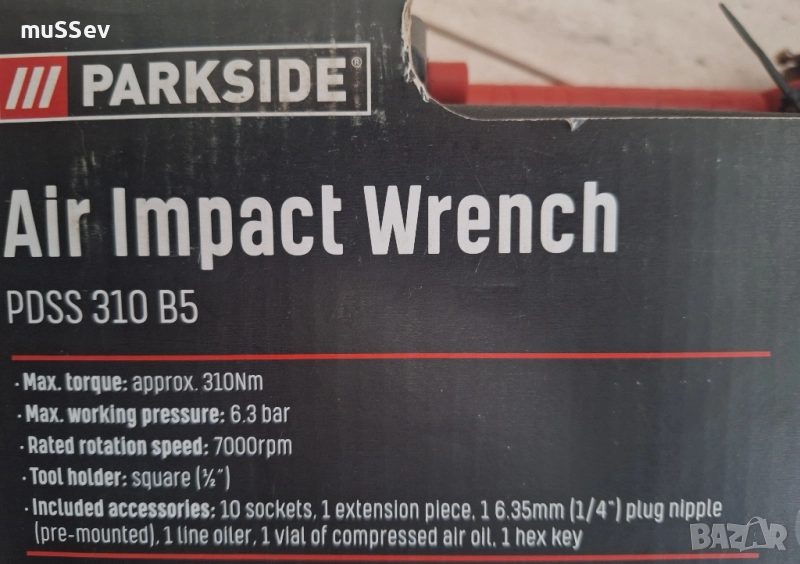 muSSev
PARKSIDE®
Air Impact Wrench
PDSS 310 B5
· Max. torque: approx. 310Nm
· Max. working pressure: 6.3 bar
· Rated rotation speed: 7000rpm
· Tool holder: square (½")
· Included accessories: 10 sockets, 1 extension piece, 1 6.35mm (1/4") plug nipple
(pre-mounted), 1 line oiler, 1 vial of compressed air oil, 1 hex key
BAZAR